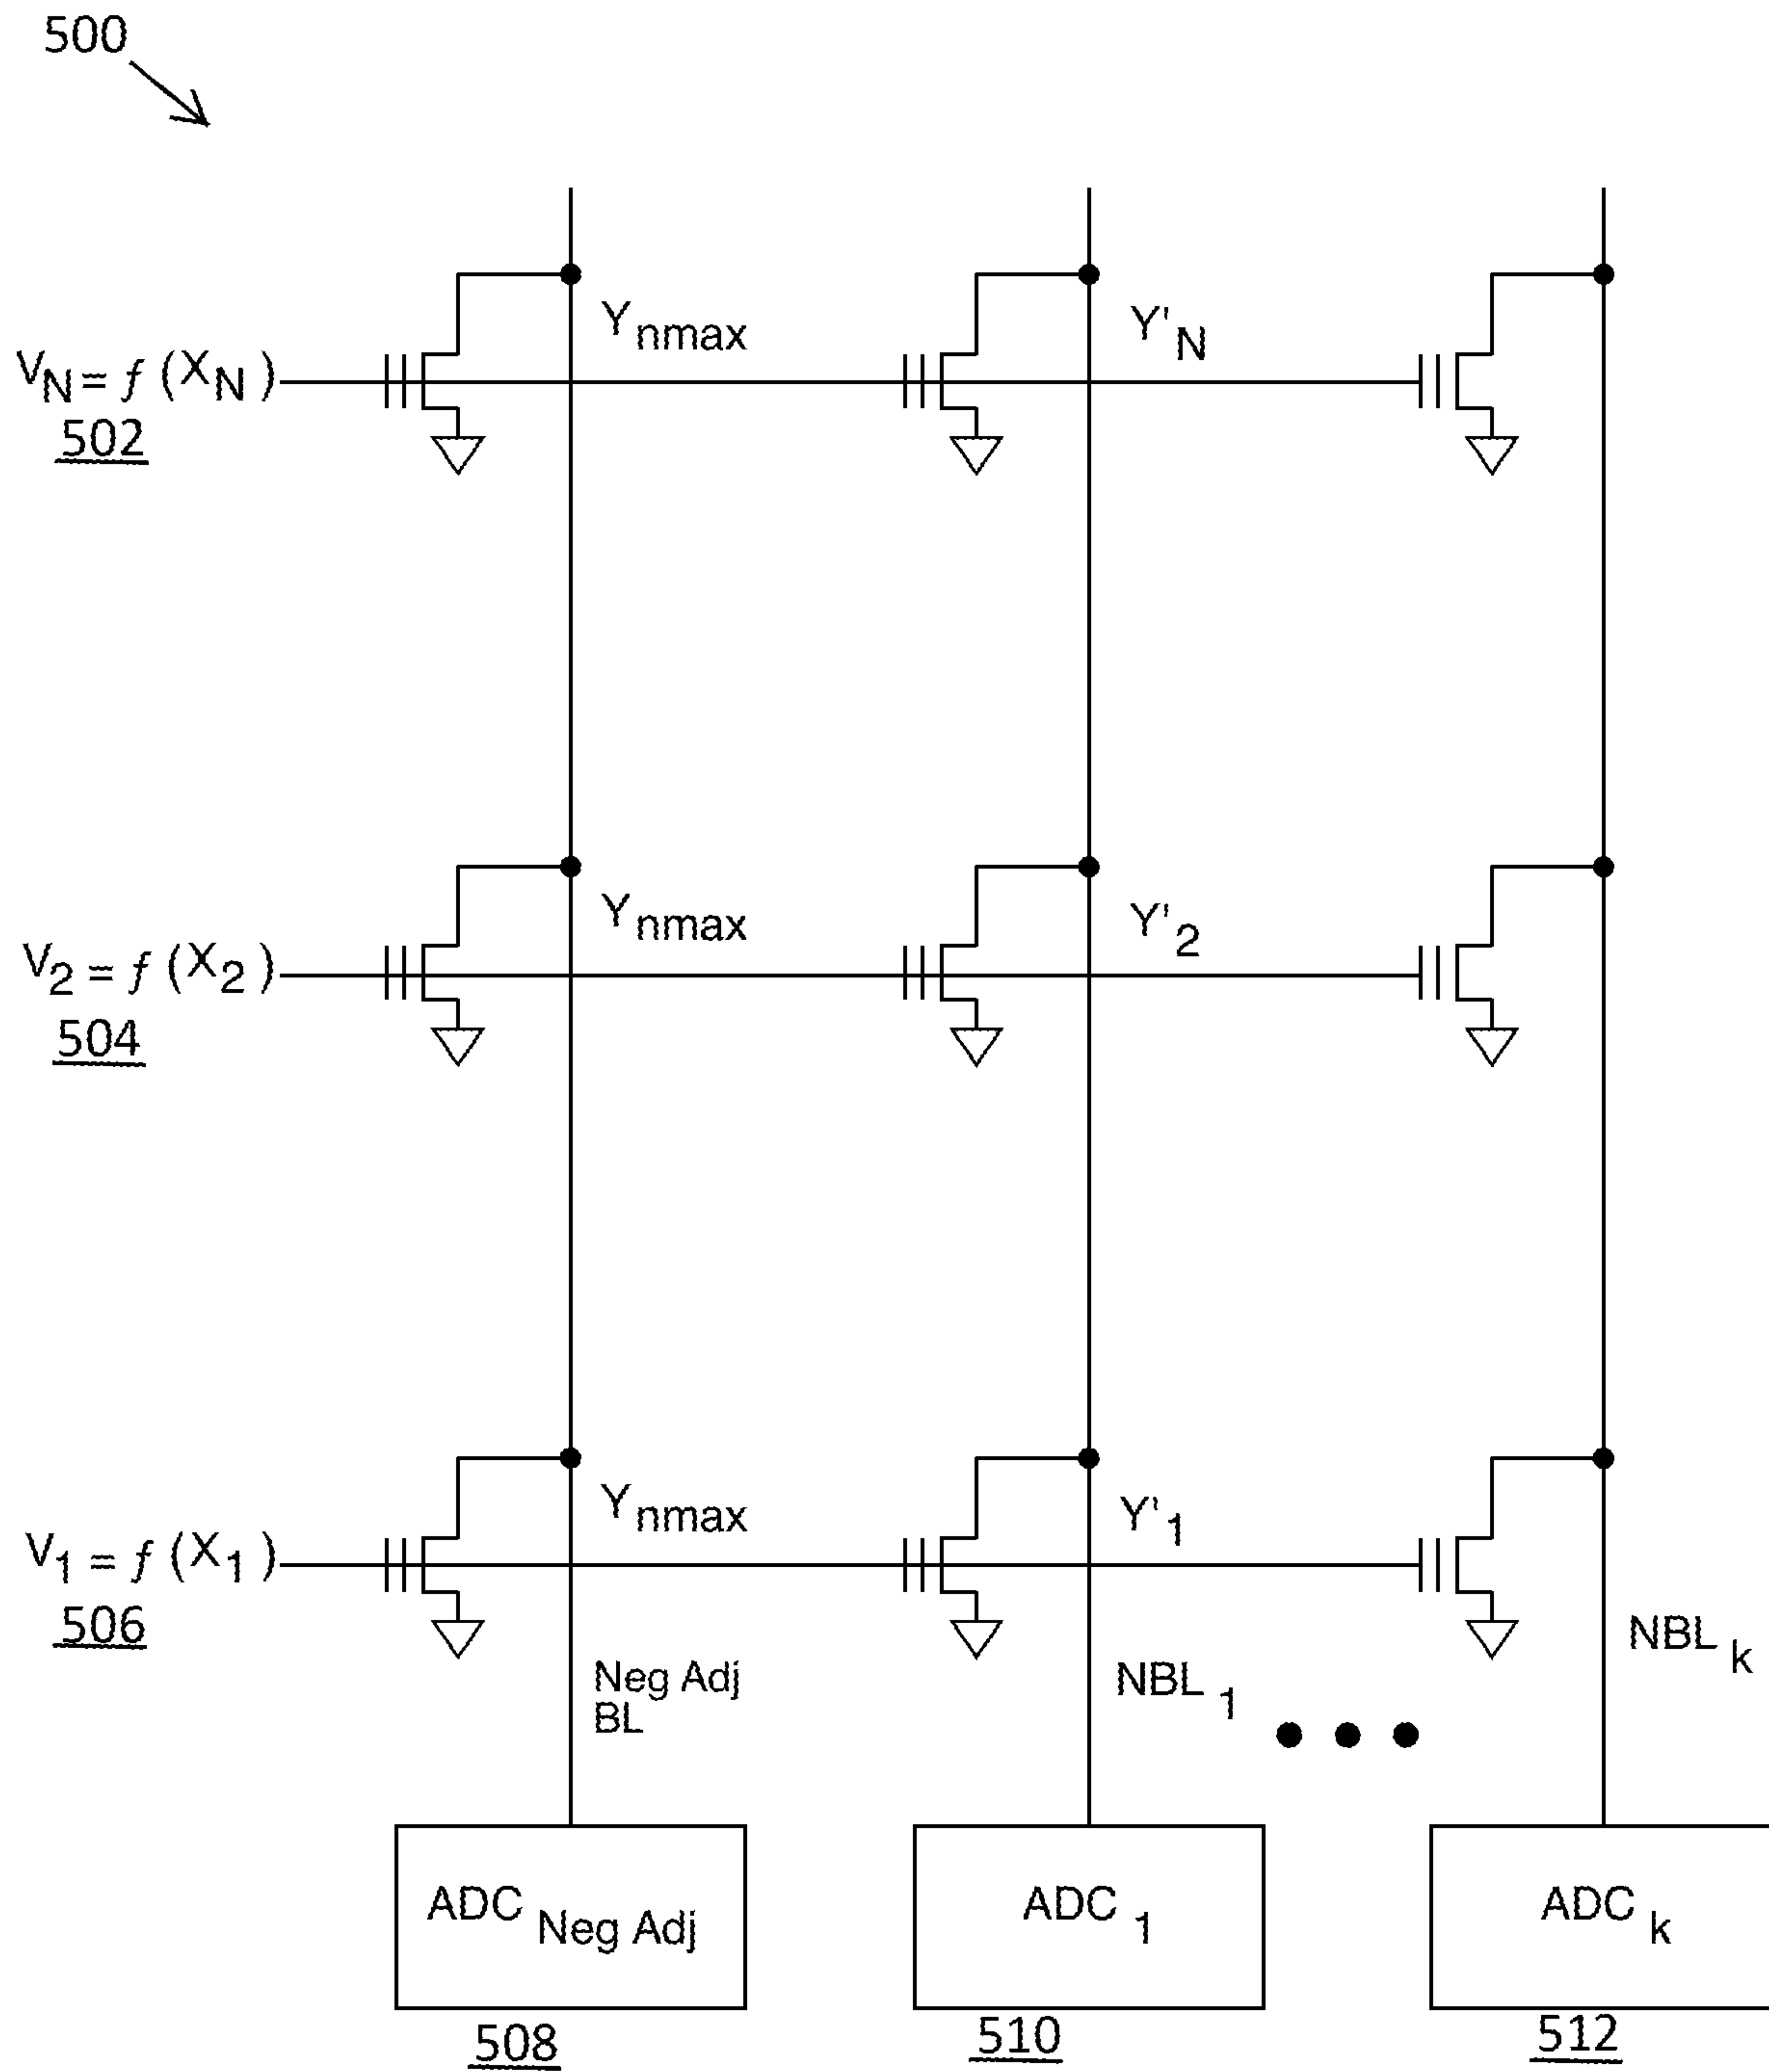 500
Ynmax
Y'N
VN = f (XN)
502
Ynmax
Y'2
V2 = f (X2)
504
Ynmax
Y'1
V1 = f (X1)
506
Neg Adj
BL
NBL 1
NBL k
ADC Neg Adj
ADC 1
ADC k
508
510
512